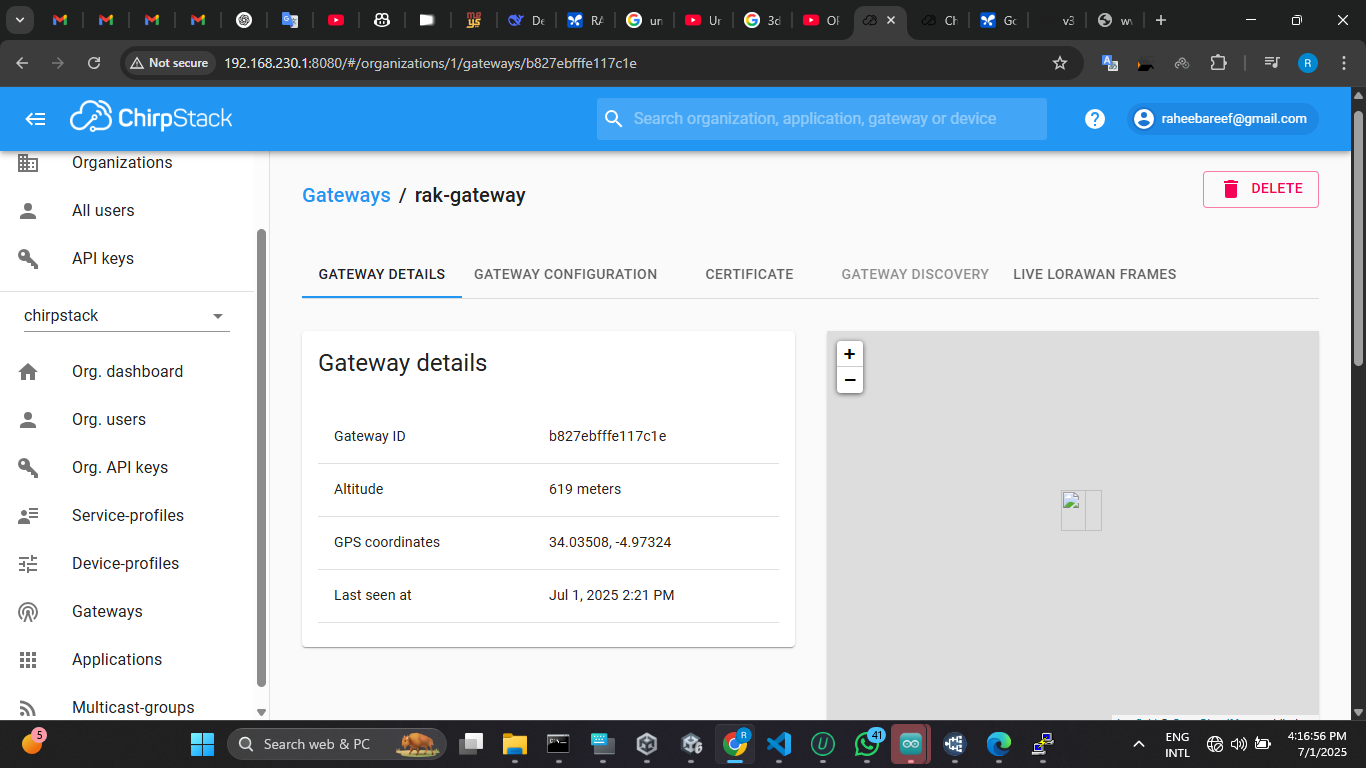 De
RA
un
Ur
3d
Ol
Ch
Go
v3
Not secure
192.168.230.1:8080/#/organizations/1/gateways/b827ebfffe117c1e
R
ChirpStack
Search organization, application, gateway or device
raheebareef@gmail.com
Organizations
All users
API keys
chirpstack
Org. dashboard
Org. users
Org. API keys
Service-profiles
Device-profiles
Gateways
Applications
Multicast-groups
Gateways / rak-gateway
DELETE
GATEWAY DETAILS
GATEWAY CONFIGURATION
CERTIFICATE
GATEWAY DISCOVERY
LIVE LORAWAN FRAMES
Gateway details
Gateway ID b827ebfffe117c1e
Altitude 619 meters
GPS coordinates 34.03508, -4.97324
Last seen at Jul 1, 2025 2:21 PM
+
−
5
Search web & PC
R
41
ENG
INTL
4:16:56 PM
7/1/2025